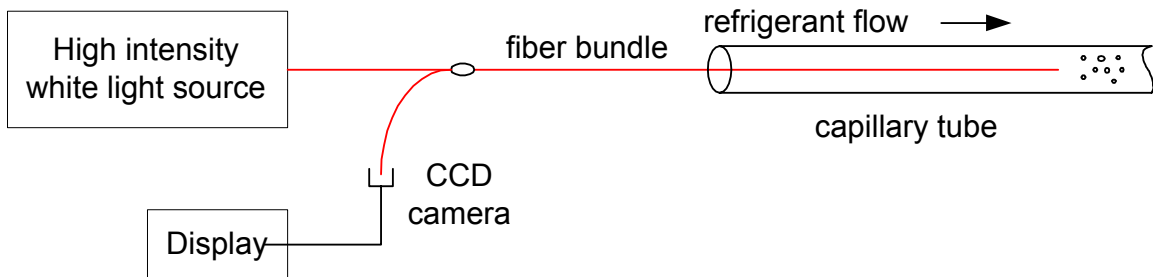 High intensity
white light source
fiber bundle
refrigerant flow
capillary tube
CCD
camera
Display